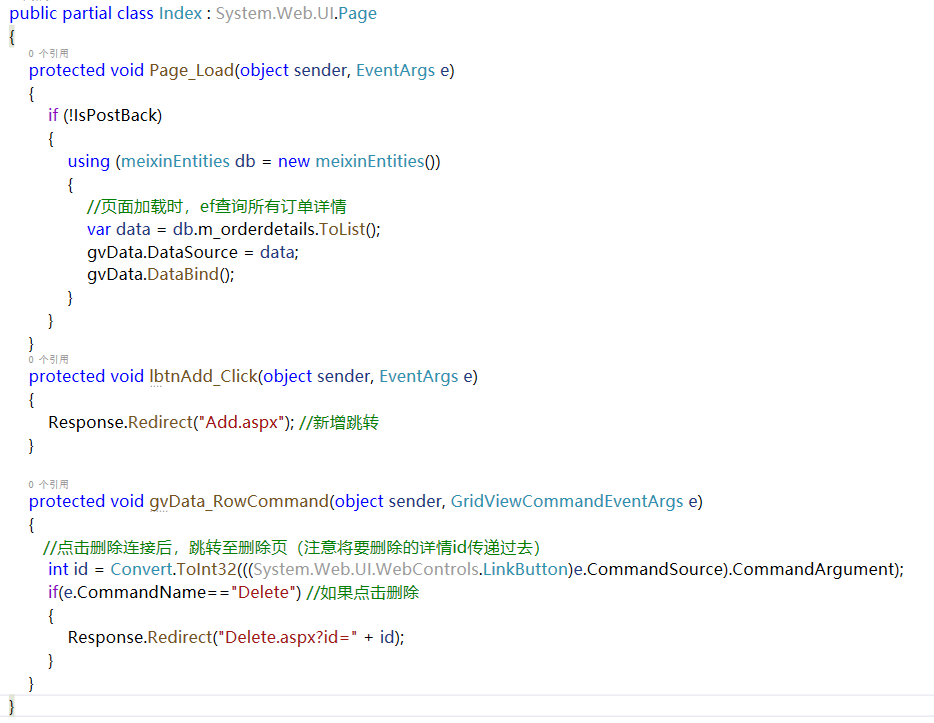 public partial class Index : System.Web.UI.Page
{
0 个引用
protected void Page_Load(object sender, EventArgs e)
{
if (!IsPostBack)
{
using (meixinEntities db = new meixinEntities())
{
//页面加载时，ef查询所有订单详情
var data = db.m_orderdetails.ToList();
gvData.DataSource = data;
gvData.DataBind();
}
}
}
0 个引用
protected void lbtnAdd_Click(object sender, EventArgs e)
{
Response.Redirect("Add.aspx"); //新增跳转
}
0 个引用
protected void gvData_RowCommand(object sender, GridViewCommandEventArgs e)
{
//点击删除连接后，跳转至删除页（注意将要删除的详情id传递过去）
int id = Convert.ToInt32(((System.Web.UI.WebControls.LinkButton)e.CommandSource).CommandArgument);
if(e.CommandName=="Delete") //如果点击删除
{
Response.Redirect("Delete.aspx?id=" + id);
}
}
}